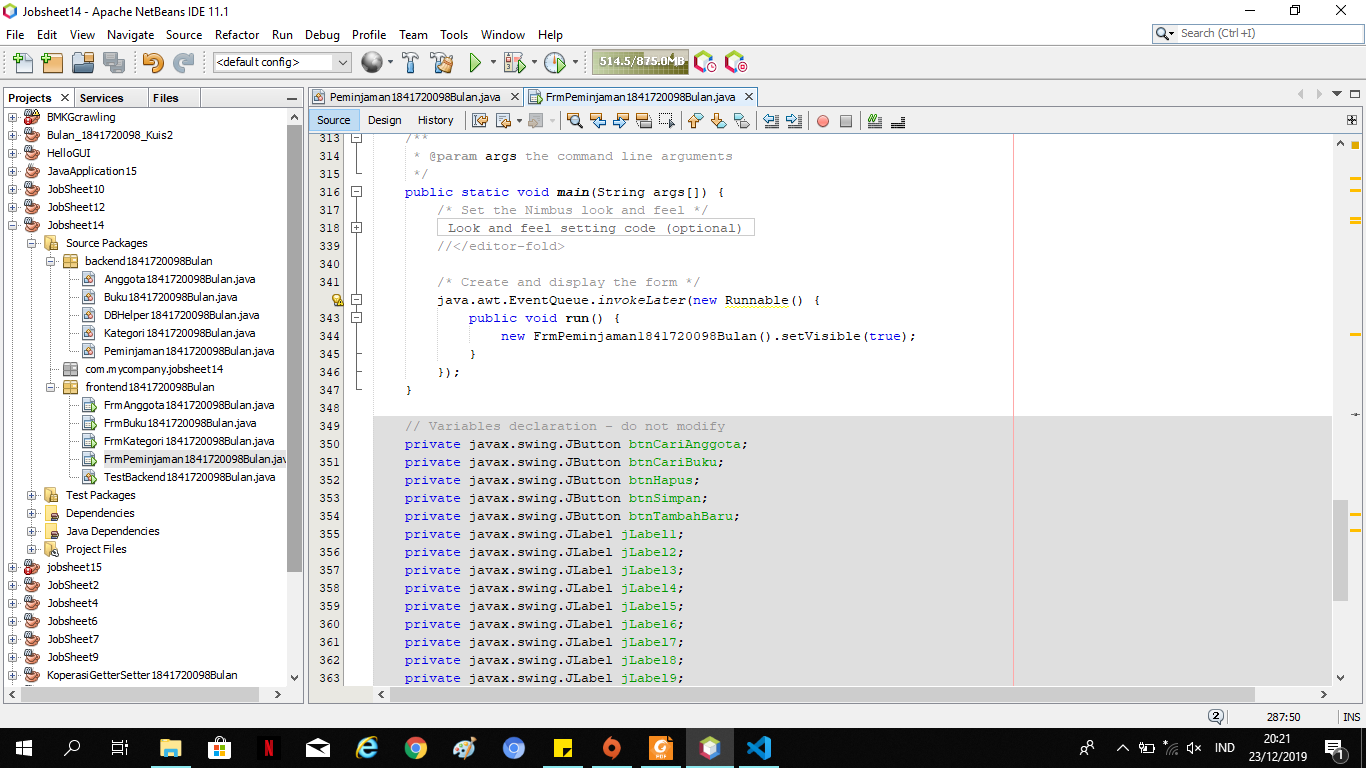 Jobsheet14 - Apache NetBeans IDE 11.1
File Edit View Navigate Source Refactor Run Debug Profile Team Tools Window Help
Search (Ctrl+I)
<default config>
514.5/875.0MB
Projects Services Files
BMKGcrawling
Bulan_1841720098_Kuis2
HelloGUI
JavaApplication15
JobSheet10
JobSheet12
Jobsheet14
Source Packages
backend1841720098Bulan
Anggota1841720098Bulan.java
Buku1841720098Bulan.java
DBHelper1841720098Bulan.java
Kategori1841720098Bulan.java
Peminjaman1841720098Bulan.java
com.mycompany.jobsheet14
frontend1841720098Bulan
FrmAnggota1841720098Bulan.java
FrmBuku1841720098Bulan.java
FrmKategori1841720098Bulan.java
FrmPeminjaman1841720098Bulan.jav
TestBackend1841720098Bulan.java
Test Packages
Dependencies
Java Dependencies
Project Files
jobsheet15
JobSheet2
Jobsheet4
Jobsheet6
JobSheet7
JobSheet9
KoperasiGetterSetter1841720098Bulan
Peminjaman1841720098Bulan.java FrmPeminjaman1841720098Bulan.java
Source Design History
313 /**
314 * @param args the command line arguments
315 */
316 public static void main(String args[]) {
317 /* Set the Nimbus look and feel */
318 Look and feel setting code (optional)
339 //</editor-fold>
340
341 /* Create and display the form */
java.awt.EventQueue.invokeLater(new Runnable() {
343 public void run() {
344 new FrmPeminjaman1841720098Bulan().setVisible(true);
345 }
346 });
347 }
348
349 // Variables declaration - do not modify
350 private javax.swing.JButton btnCariAnggota;
351 private javax.swing.JButton btnCariBuku;
352 private javax.swing.JButton btnHapus;
353 private javax.swing.JButton btnSimpan;
354 private javax.swing.JButton btnTambahBaru;
355 private javax.swing.JLabel jLabel1;
356 private javax.swing.JLabel jLabel2;
357 private javax.swing.JLabel jLabel3;
358 private javax.swing.JLabel jLabel4;
359 private javax.swing.JLabel jLabel5;
360 private javax.swing.JLabel jLabel6;
361 private javax.swing.JLabel jLabel7;
362 private javax.swing.JLabel jLabel8;
363 private javax.swing.JLabel jLabel9;
2 287:50 INS
IND
20:21
23/12/2019
1